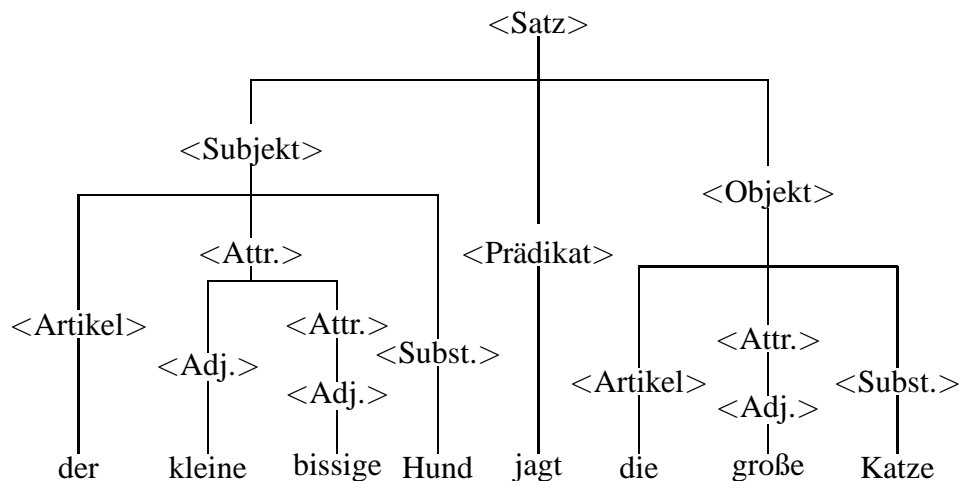 <Satz>
<Subjekt>
<Objekt>
<Attr.> <Prädikat>
<Artikel> <Attr.>
<Subst.> <Attr.>
<Adj.> <Artikel> <Subst.>
<Adj.> <Adj.>
der kleine bissige Hund jagt die große Katze